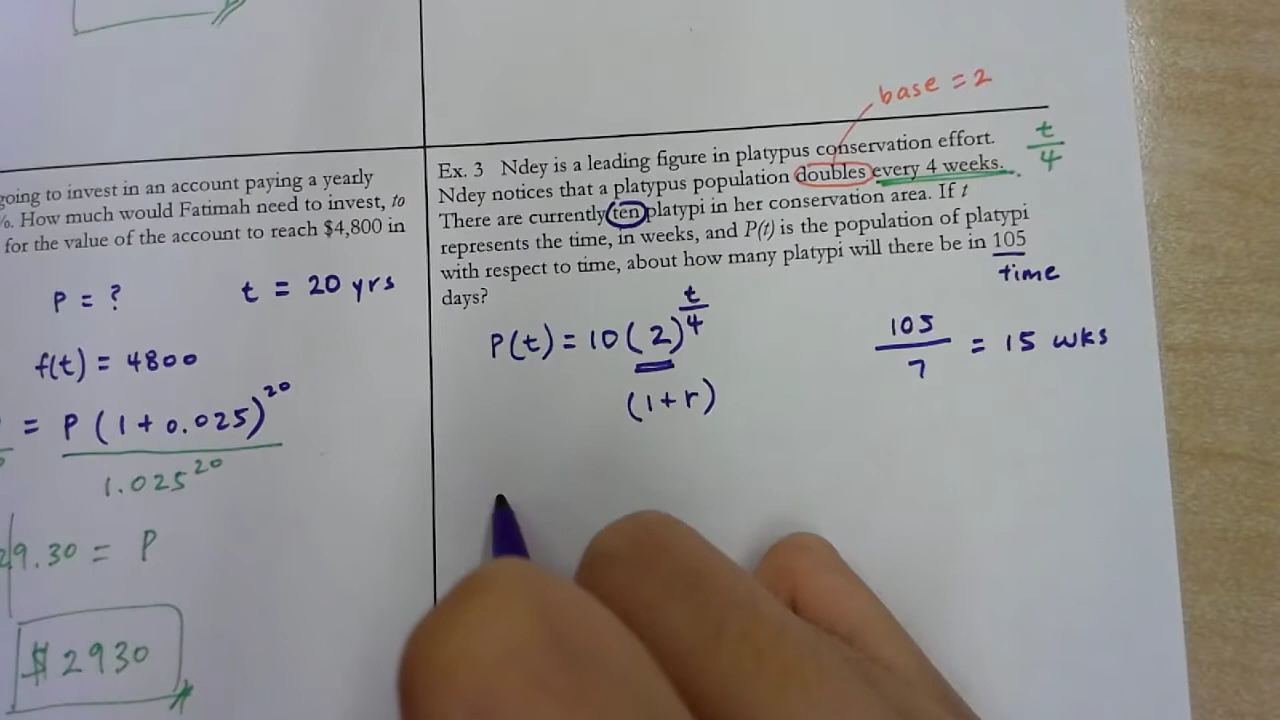 going to invest in an account paying a yearly
%. How much would Fatimah need to invest, to
for the value of the account to reach $4,800 in
P = ?
t = 20 yrs
f(t) = 4800
= P (1 + 0.025)^20
1.025^20
29.30 = P
$ 2930
base = 2
Ex. 3 Ndey is a leading figure in platypus conservation effort.
Ndey notices that a platypus population doubles every 4 weeks.
There are currently ten platypi in her conservation area. If t
represents the time, in weeks, and P(t) is the population of platypi
with respect to time, about how many platypi will there be in 105
days?
t/4
time
P(t) = 10 (2)^t/4
(1+r)
105/7 = 15 wks